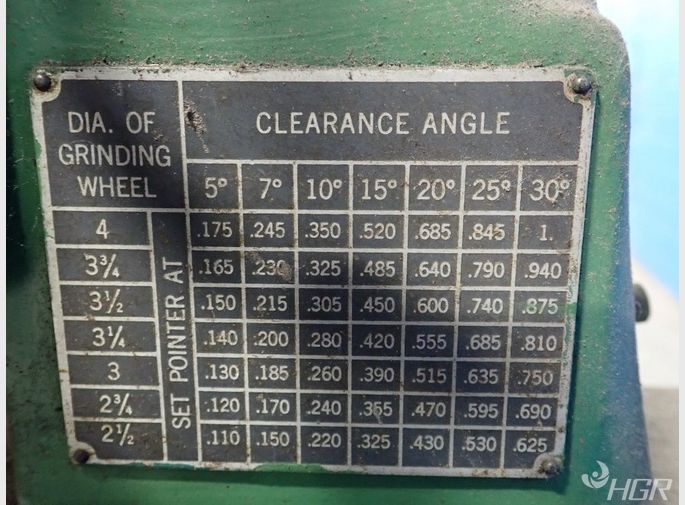 DIA. OF
GRINDING
WHEEL
CLEARANCE ANGLE
5° 7° 10° 15° 20° 25° 30°
SET POINTER AT
4 .175 .245 .350 .520 .685 .845 1.
3¾ .165 .230 .325 .485 .640 .790 .940
3½ .150 .215 .305 .450 .600 .740 .875
3¼ .140 .200 .280 .420 .555 .685 .810
3 .130 .185 .260 .390 .515 .635 .750
2¾ .120 .170 .240 .355 .470 .595 .690
2½ .110 .150 .220 .325 .430 .530 .625
HGR